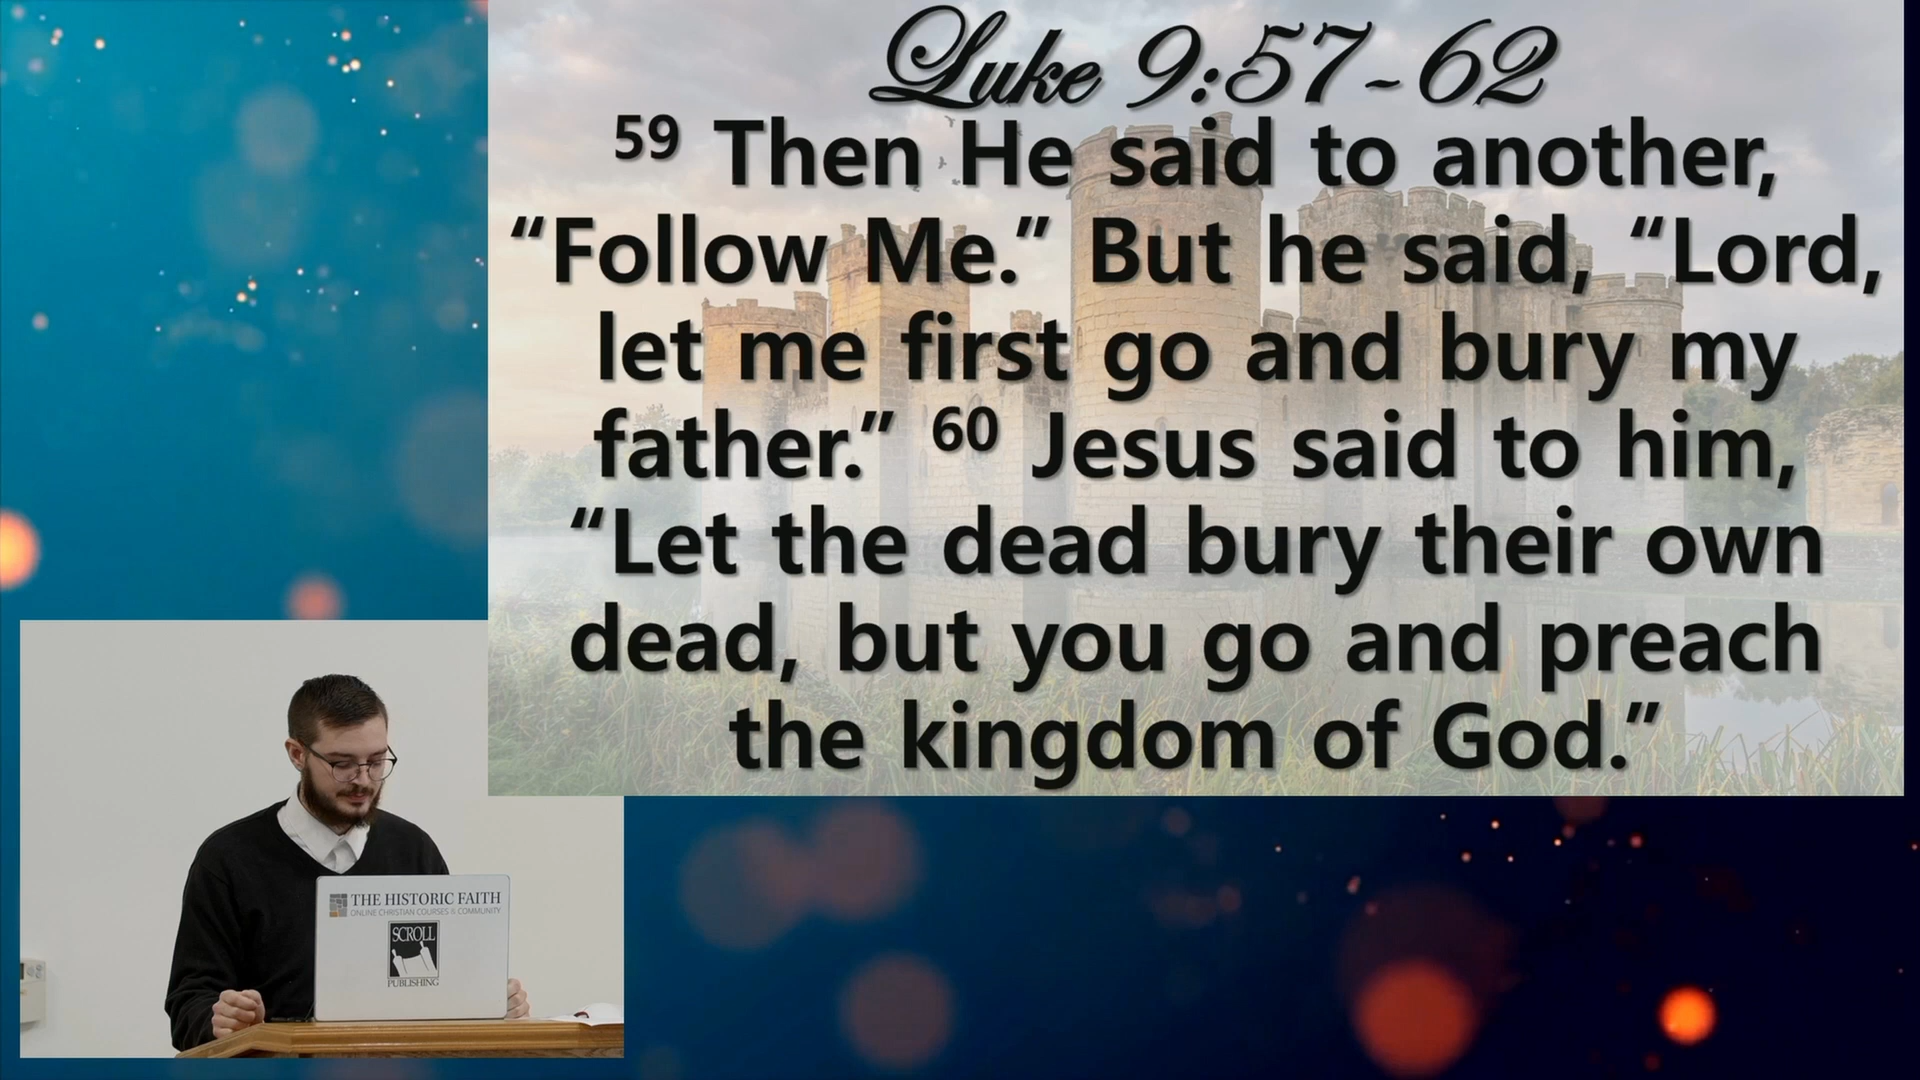 Luke 9:57-62
59 Then He said to another,
“Follow Me.” But he said, “Lord,
let me first go and bury my
father.” 60 Jesus said to him,
“Let the dead bury their own
dead, but you go and preach
the kingdom of God.”
THE HISTORIC FAITH
ONLINE CHRISTIAN COURSES & COMMUNITY
SCROLL
PUBLISHING